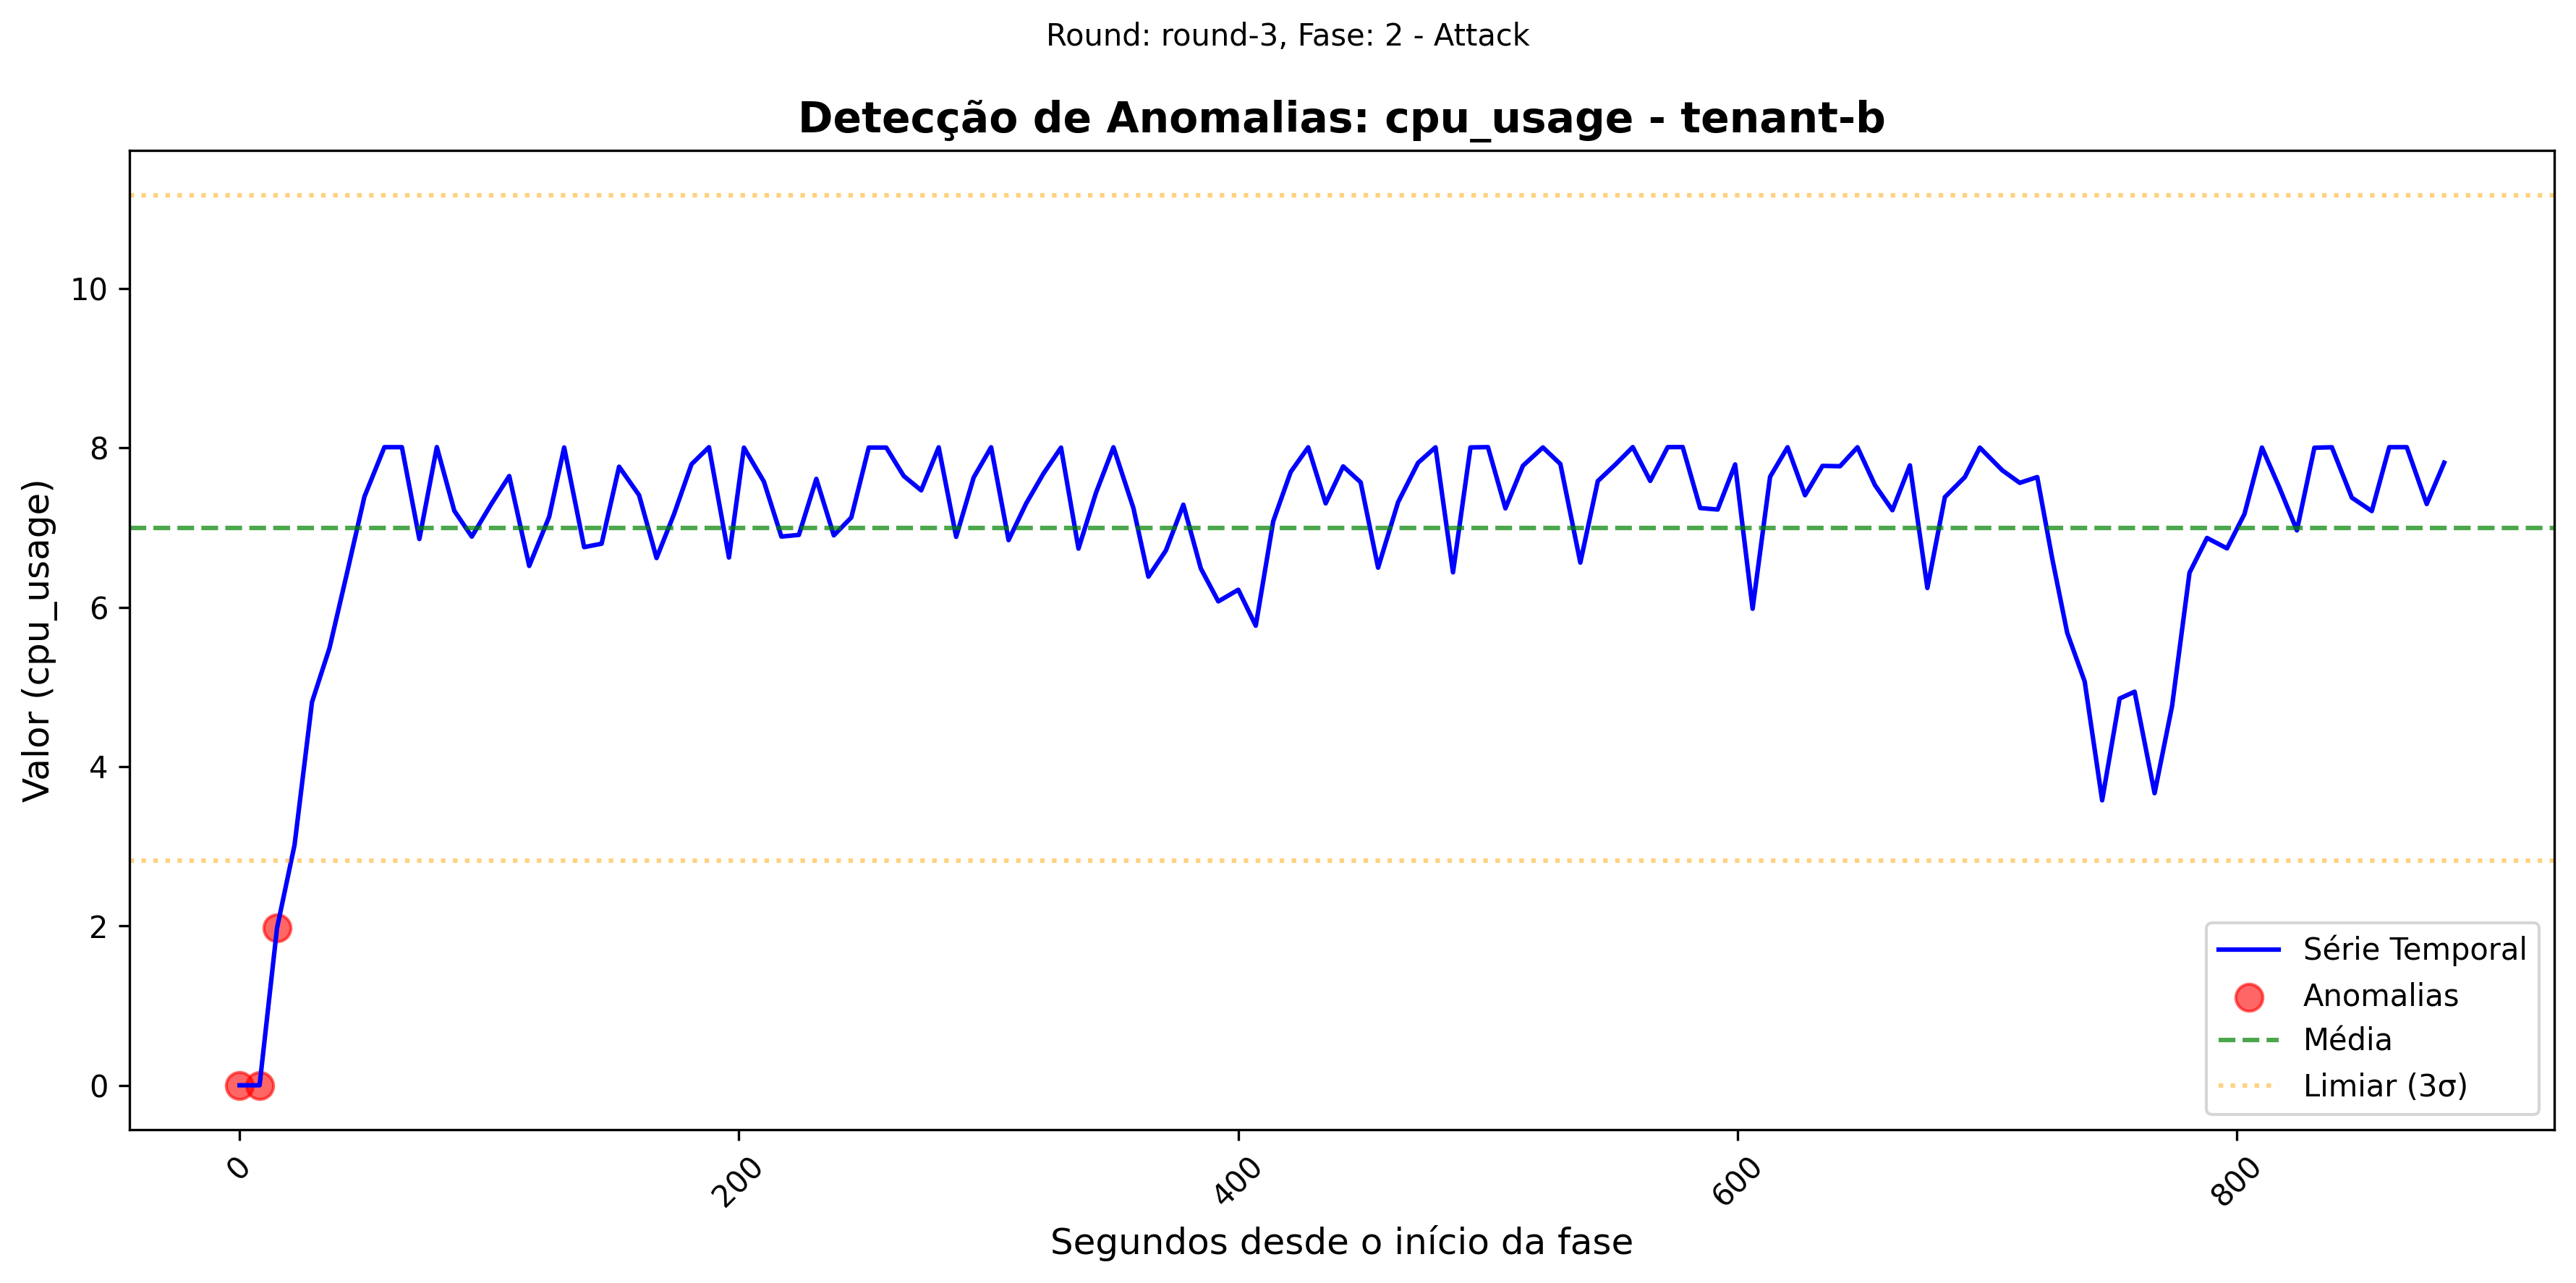 Round: round-3, Fase: 2 - Attack
Detecção de Anomalias: cpu_usage - tenant-b
Valor (cpu_usage)
10
8
6
4
2
0
Série Temporal
Anomalias
Média
Limiar (3σ)
0
200
400
600
800
Segundos desde o início da fase